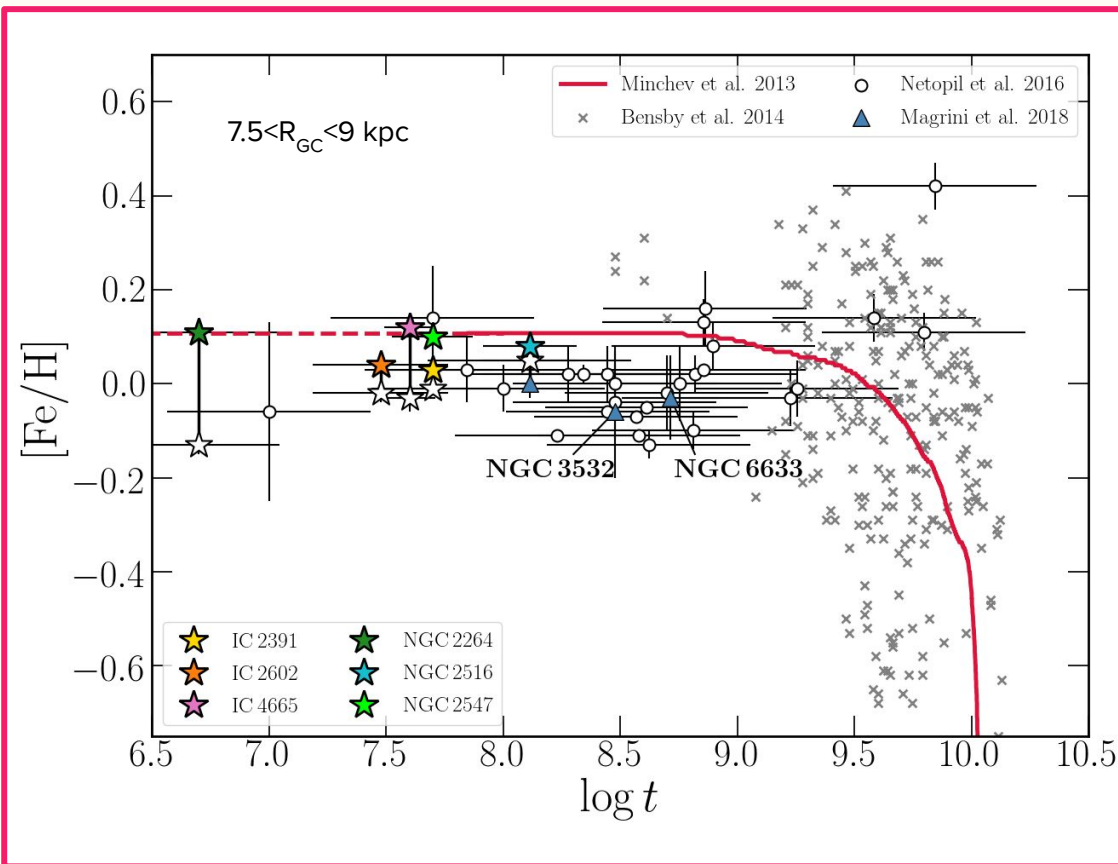 Minchev et al. 2013
Bensby et al. 2014
Netopil et al. 2016
Magrini et al. 2018
7.5<R_GC<9 kpc
[Fe/H]
0.6
0.4
0.2
0.0
−0.2
−0.4
−0.6
NGC 3532
NGC 6633
IC 2391
IC 2602
IC 4665
NGC 2264
NGC 2516
NGC 2547
6.5 7.0 7.5 8.0 8.5 9.0 9.5 10.0 10.5
log t